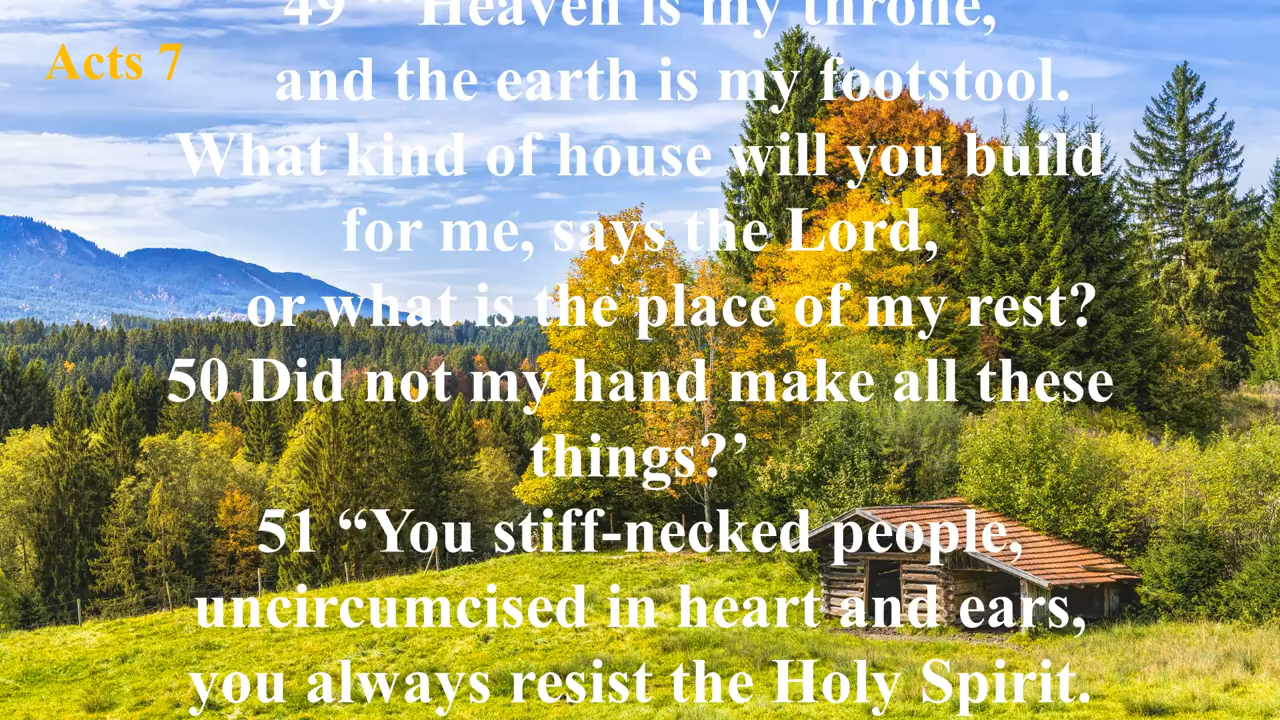 49 “‘Heaven is my throne,
Acts 7
and the earth is my footstool.
What kind of house will you build
for me, says the Lord,
or what is the place of my rest?
50 Did not my hand make all these
things?’
51 “You stiff-necked people,
uncircumcised in heart and ears,
you always resist the Holy Spirit.